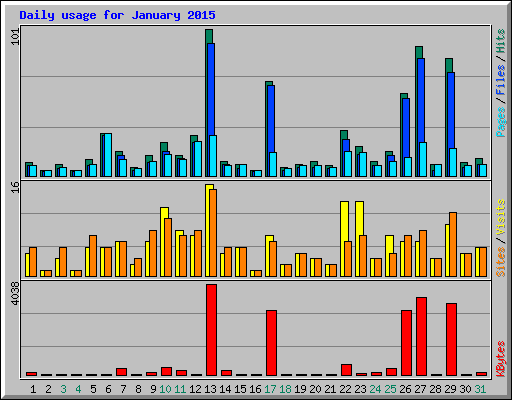 Daily usage for January 2015
101
Pages / Files / Hits
16
Sites / Visits
4038
KBytes
1 2 3 4 5 6 7 8 9 10 11 12 13 14 15 16 17 18 19 20 21 22 23 24 25 26 27 28 29 30 31